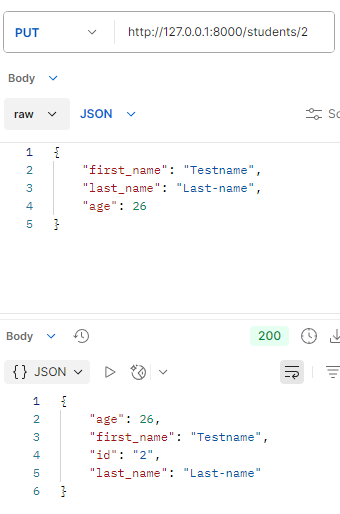 PUT http://127.0.0.1:8000/students/2
Body
raw JSON
1 {
2 "first_name": "Testname",
3 "last_name": "Last-name",
4 "age": 26
5 }
Body 200
{} JSON
1 {
2 "age": 26,
3 "first_name": "Testname",
4 "id": "2",
5 "last_name": "Last-name"
6 }